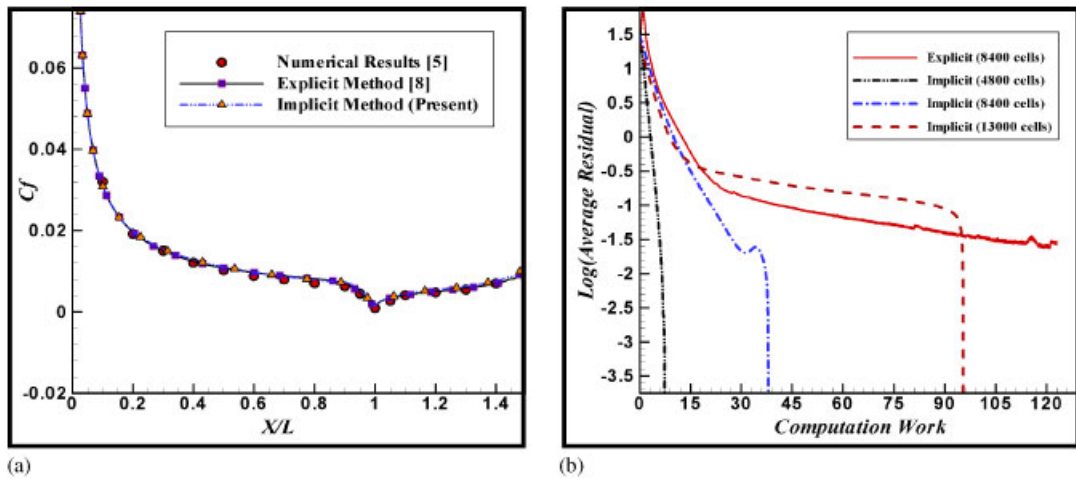 0.06
0.04
0.02
0
-0.02
Cf
0
0.2
0.4
0.6
0.8
1
1.2
1.4
X/L
Numerical Results [5]
Explicit Method [8]
Implicit Method (Present)
(a)
1.5
1
0.5
0
-0.5
-1
-1.5
-2
-2.5
-3
-3.5
Log(Average Residual)
0
15
30
45
60
75
90
105
120
Computation Work
Explicit (8400 cells)
Implicit (4800 cells)
Implicit (8400 cells)
Implicit (13000 cells)
(b)